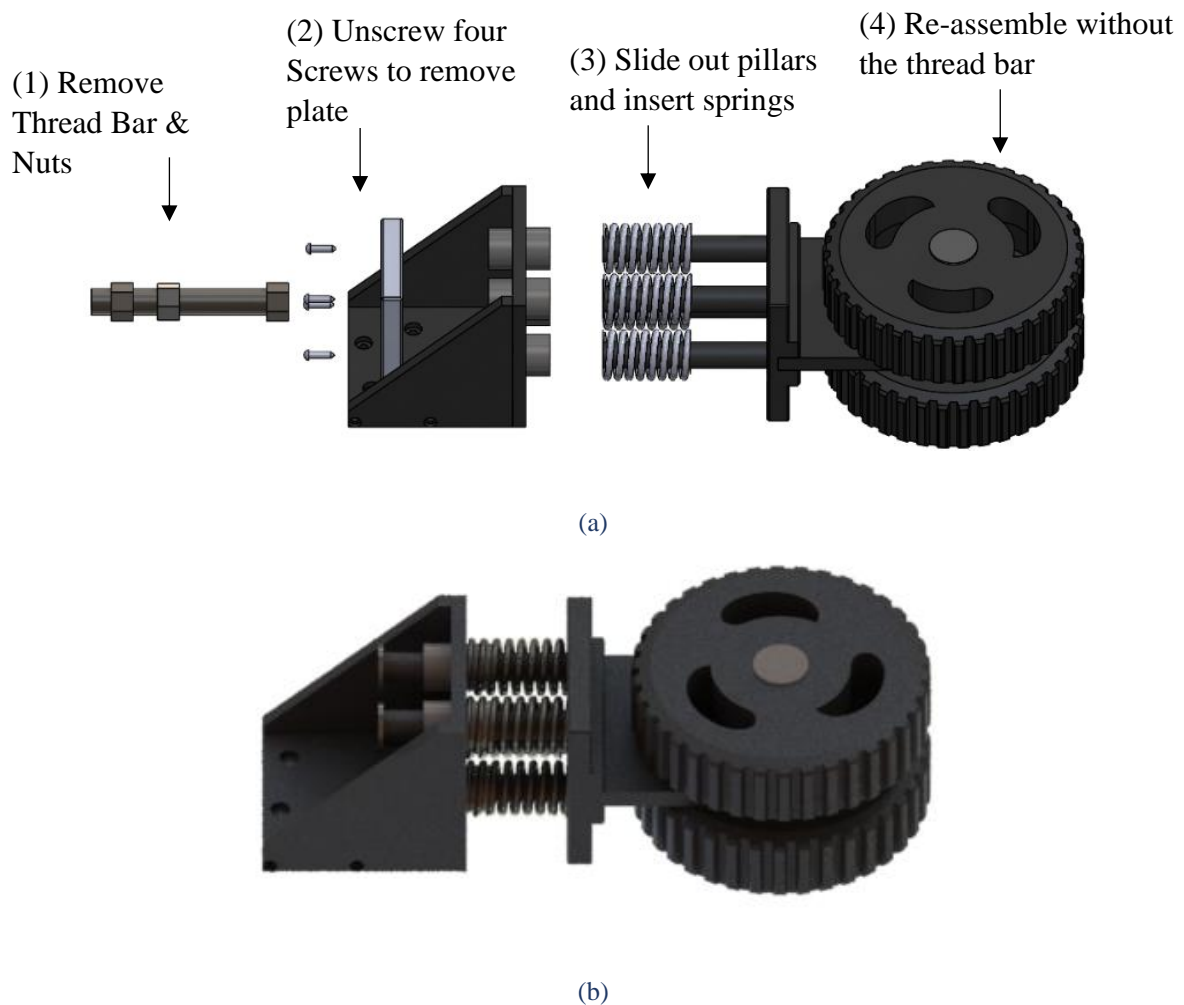 (1) Remove
Thread Bar &
Nuts
(2) Unscrew four
Screws to remove
plate
(3) Slide out pillars
and insert springs
(4) Re-assemble without
the thread bar
(a)
(b)